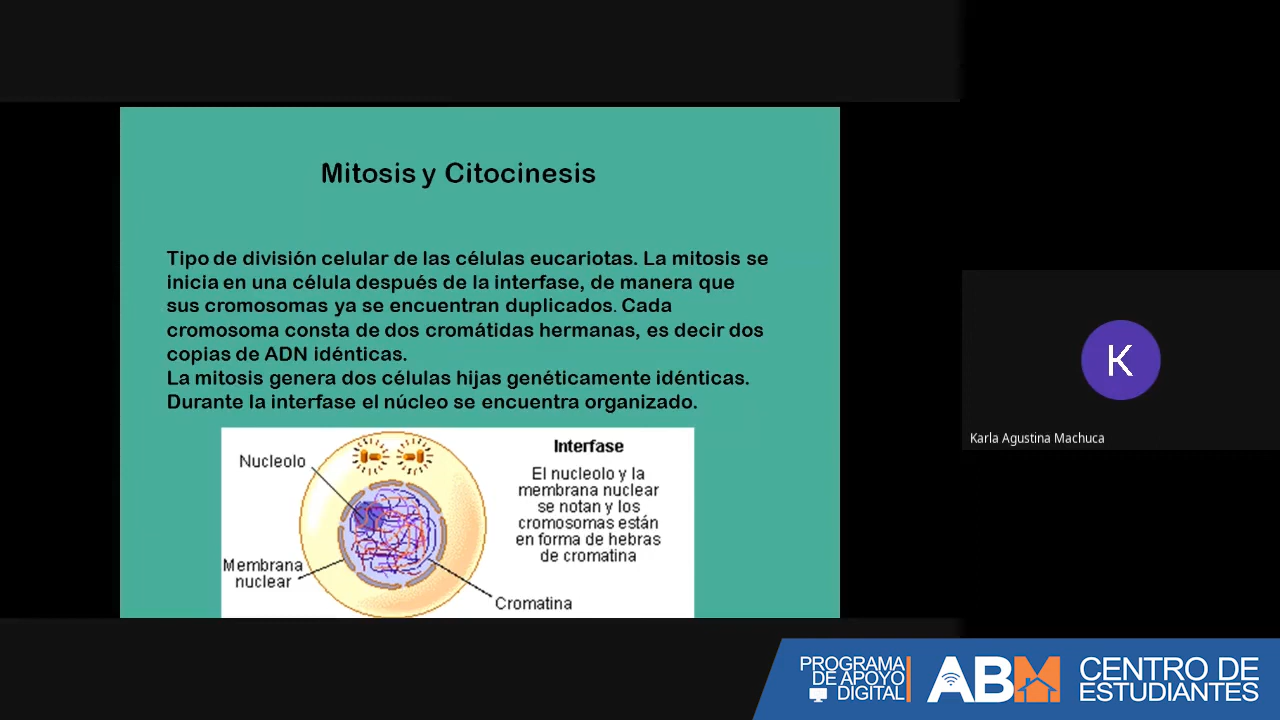 Mitosis y Citocinesis
Tipo de división celular de las células eucariotas. La mitosis se
inicia en una célula después de la interfase, de manera que
sus cromosomas ya se encuentran duplicados. Cada
cromosoma consta de dos cromátidas hermanas, es decir dos
copias de ADN idénticas.
La mitosis genera dos células hijas genéticamente idénticas.
Durante la interfase el núcleo se encuentra organizado.
Nucleolo
Membrana
nuclear
Cromatina
Interfase
El nucleolo y la
membrana nuclear
se notan y los
cromosomas están
en forma de hebras
de cromatina
K
Karla Agustina Machuca
PROGRAMA
DE APOYO
DIGITAL
ABM
CENTRO DE
ESTUDIANTES